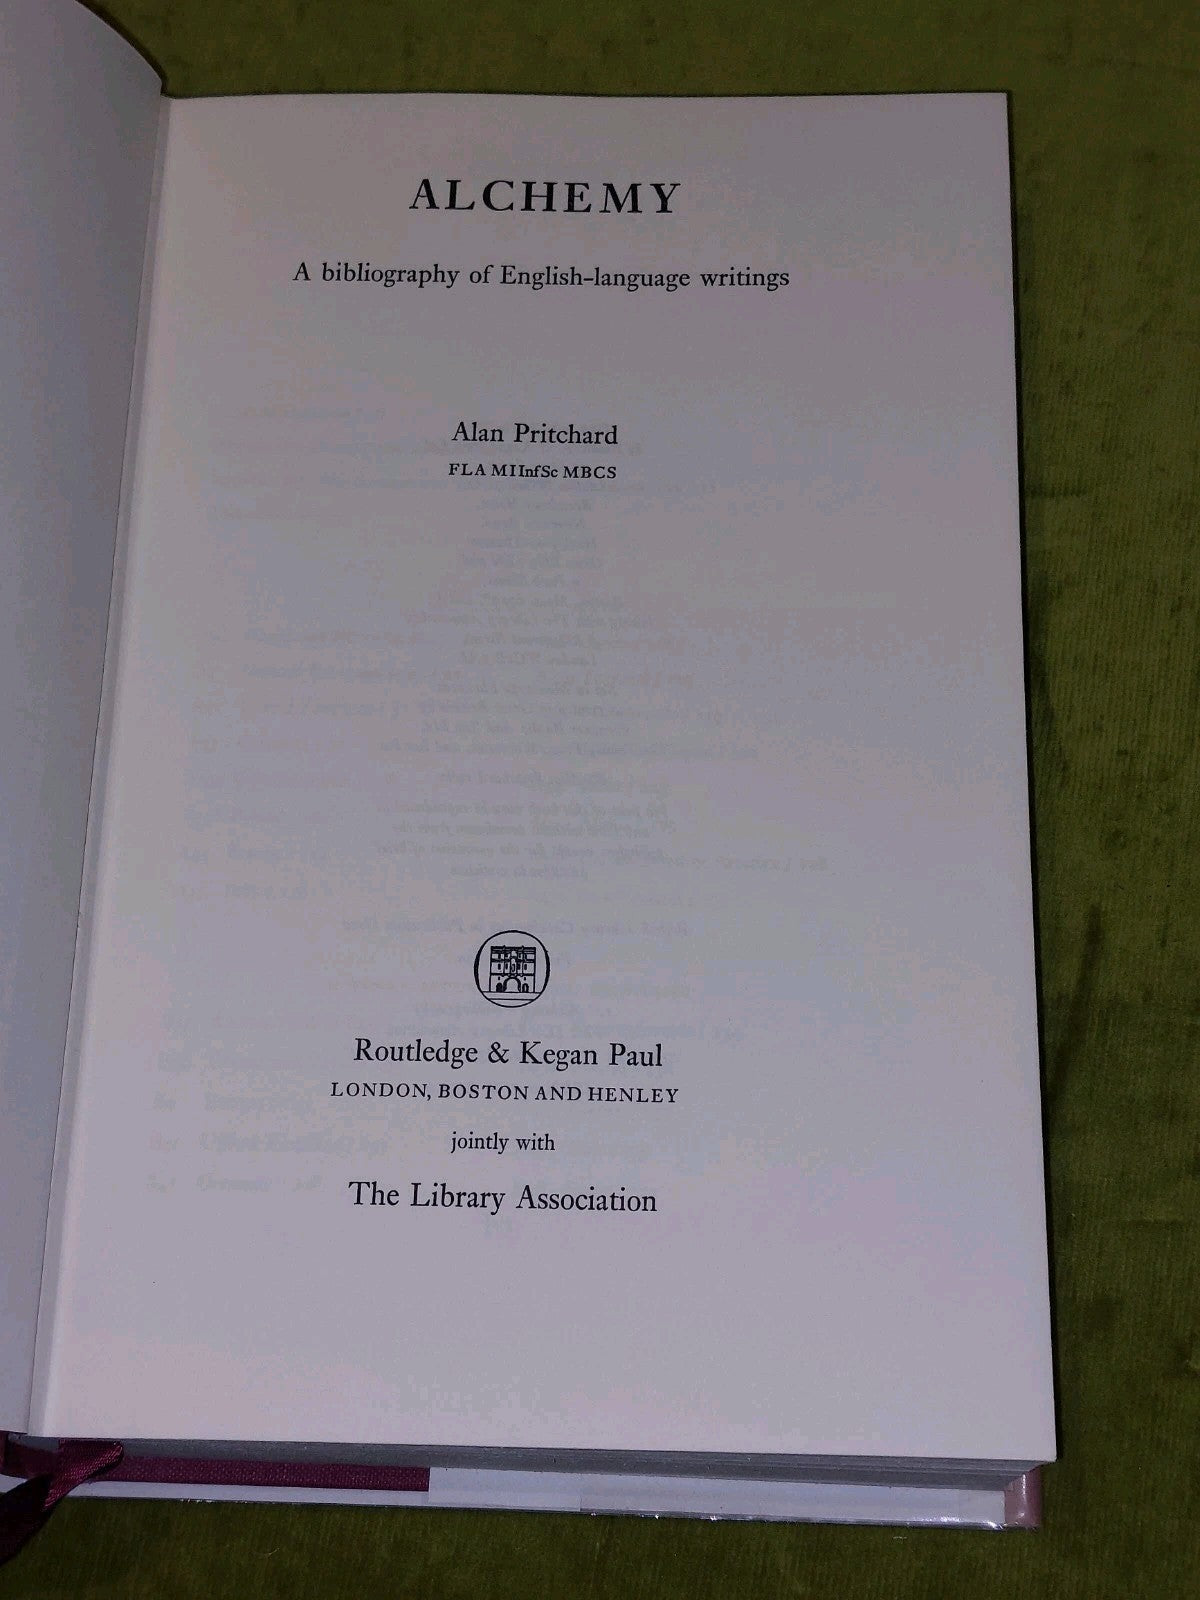 ALCHEMY
A bibliography of English-language writings
Alan Pritchard
FLA MIInfSc MBCS
Routledge & Kegan Paul
LONDON, BOSTON AND HENLEY
jointly with
The Library Association